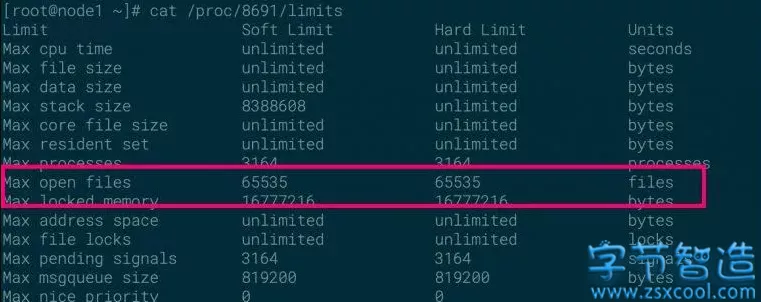 [root@node1 ~]# cat /proc/8691/limits
Limit Soft Limit Hard Limit Units
Max cpu time unlimited unlimited seconds
Max file size unlimited unlimited bytes
Max data size unlimited unlimited bytes
Max stack size 8388608 unlimited bytes
Max core file size unlimited unlimited bytes
Max resident set unlimited unlimited bytes
Max processes 3164 3164 processes
Max open files 65535 65535 files
Max locked memory 16777216 16777216 bytes
Max address space unlimited unlimited bytes
Max file locks unlimited unlimited locks
Max pending signals 3164 3164 signals
Max msgqueue size 819200 819200 bytes
Max nice priority 0 0
字节智造
www.zsxcool.com